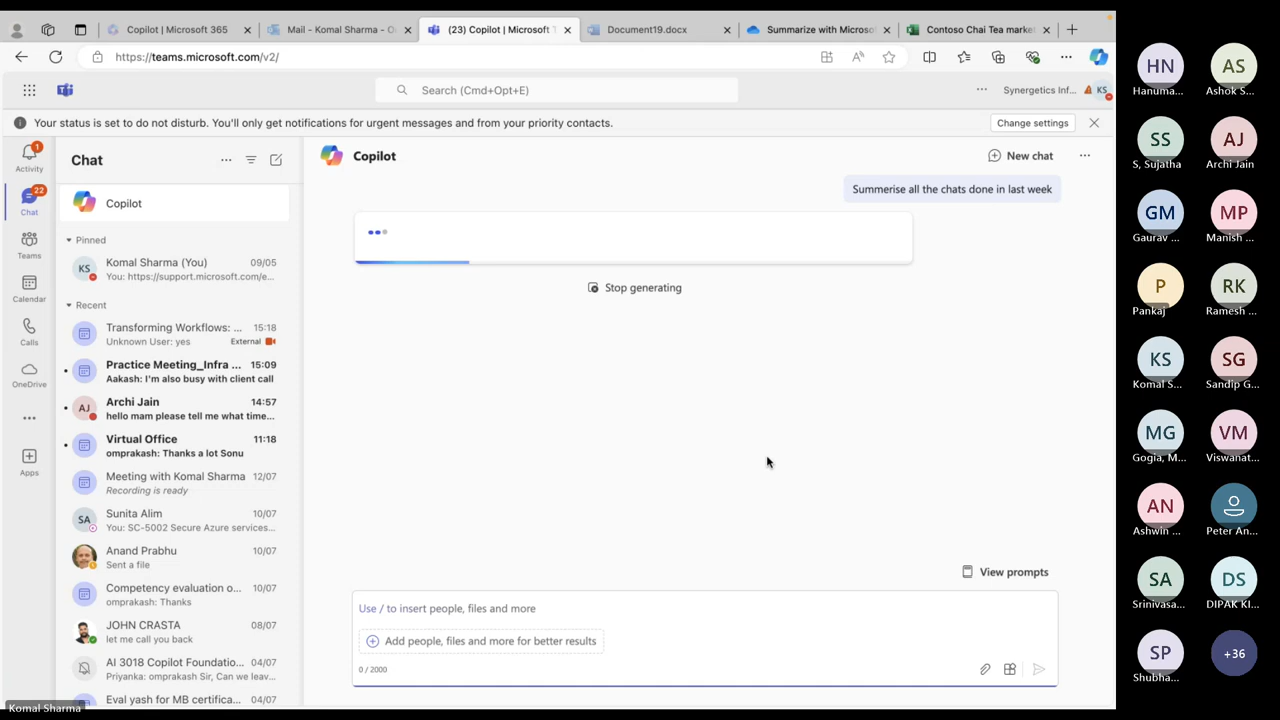 Copilot | Microsoft 365
Mail - Komal Sharma - O
(23) Copilot | Microsoft T
Document19.docx
Summarize with Microso
Contoso Chai Tea marke
https://teams.microsoft.com/v2/
Search (Cmd+Opt+E)
Synergetics Inf...
KS
Your status is set to do not disturb. You'll only get notifications for urgent messages and from your priority contacts.
Change settings
1
Activity
22
Chat
Teams
Calendar
Calls
OneDrive
Apps
Chat
Copilot
Pinned
KS
Komal Sharma (You)
09/05
You: https://support.microsoft.com/e...
Recent
Transforming Workflows: ...
15:18
Unknown User: yes
External
Practice Meeting_Infra ...
15:09
Aakash: I'm also busy with client call
AJ
Archi Jain
14:57
hello mam please tell me what time...
Virtual Office
11:18
omprakash: Thanks a lot Sonu
Meeting with Komal Sharma
12/07
Recording is ready
SA
Sunita Alim
10/07
You: SC-5002 Secure Azure services...
Anand Prabhu
10/07
Sent a file
Competency evaluation o...
10/07
omprakash: Thanks
JOHN CRASTA
08/07
let me call you back
AI 3018 Copilot Foundatio...
04/07
Priyanka: omprakash Sir, Can we leav...
Eval yash for MB certifica...
04/07
Komal Sharma
Copilot
New chat
Summerise all the chats done in last week
Stop generating
View prompts
Use / to insert people, files and more
Add people, files and more for better results
0 / 2000
HN
Hanuma...
AS
Ashok S...
SS
S, Sujatha
AJ
Archi Jain
GM
Gaurav ...
MP
Manish ...
P
Pankaj
RK
Ramesh ...
KS
Komal S...
SG
Sandip G...
MG
Gogia, M...
VM
Viswanat...
AN
Ashwin ...
Peter An...
SA
Srinivasa...
DS
DIPAK KI...
SP
Shubha...
+36